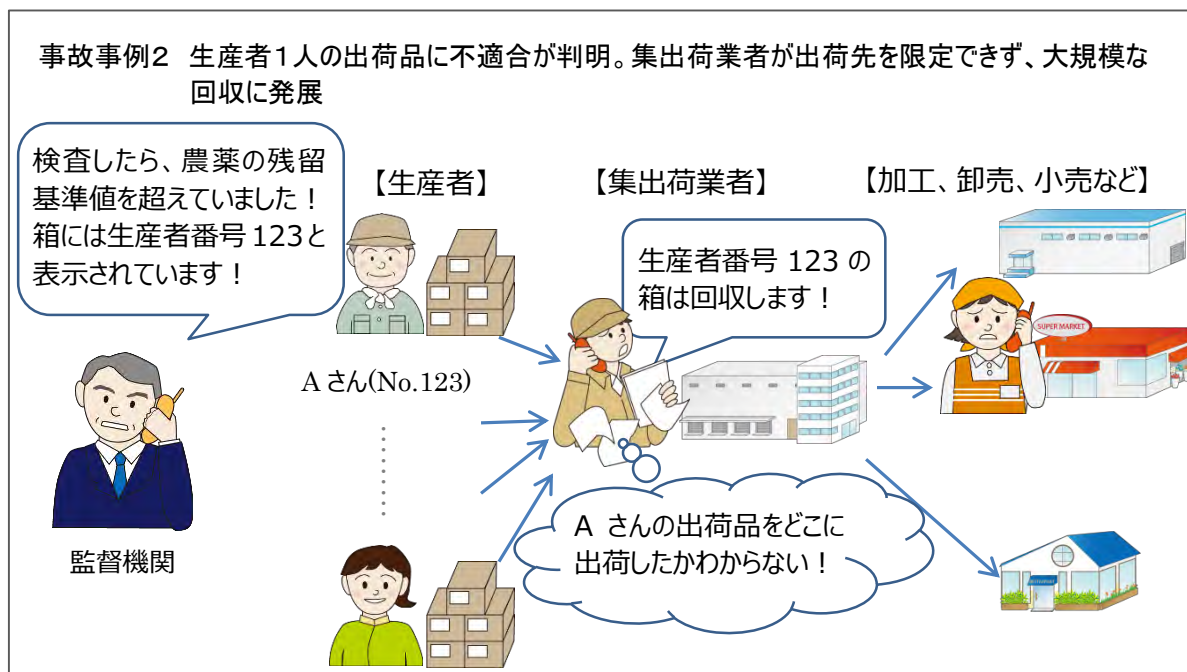 事故事例２ 生産者１人の出荷品に不適合が判明。集出荷業者が出荷先を限定できず、大規模な
回収に発展
検査したら、農薬の残留
基準値を超えていました！
箱には生産者番号 123 と
表示されています！
【生産者】
【集出荷業者】
【加工、卸売、小売など】
生産者番号 123 の
箱は回収します！
SUPER MARKET
A さん(No.123)
A さんの出荷品をどこに
出荷したかわからない！
監督機関
RESTAURANT